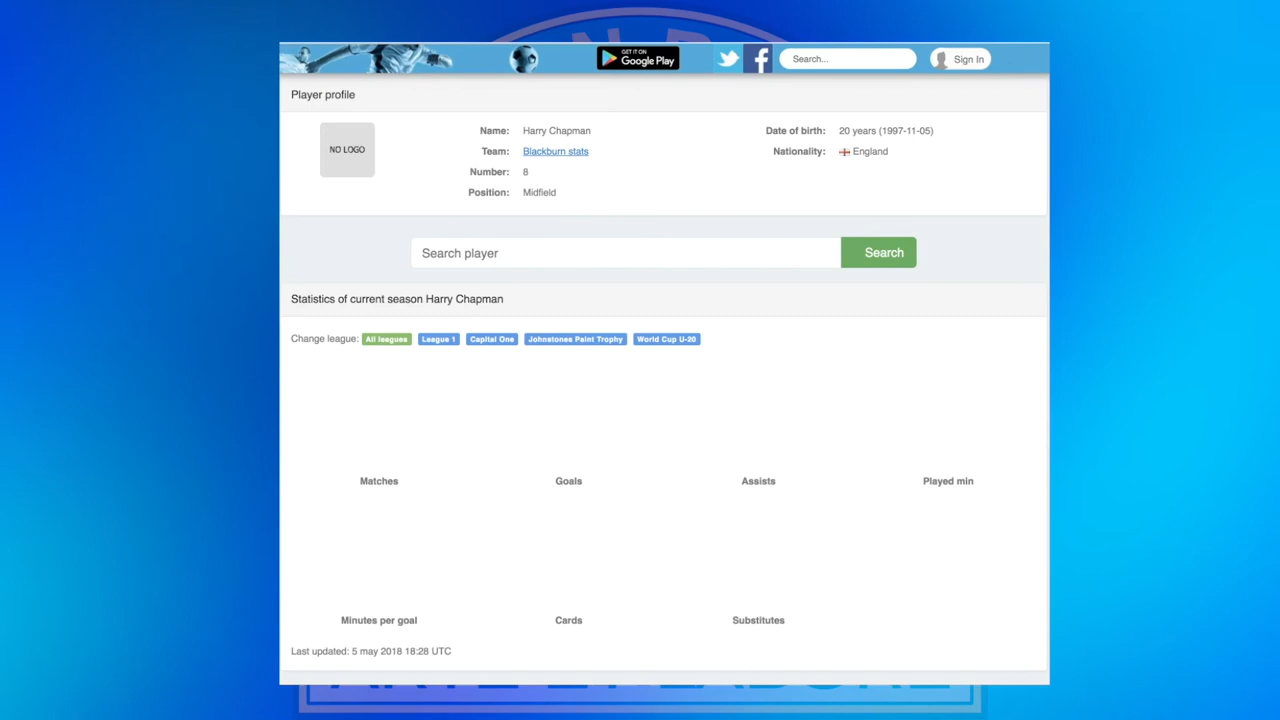 GET IT ON
Google Play
Search...
Sign In
Player profile
NO LOGO
Name: Harry Chapman
Team: Blackburn stats
Number: 8
Position: Midfield
Date of birth: 20 years (1997-11-05)
Nationality: England
Search player
Search
Statistics of current season Harry Chapman
Change league: All leagues League 1 Capital One Johnstones Paint Trophy World Cup U-20
Matches Goals Assists Played min
Minutes per goal Cards Substitutes
Last updated: 5 may 2018 18:28 UTC